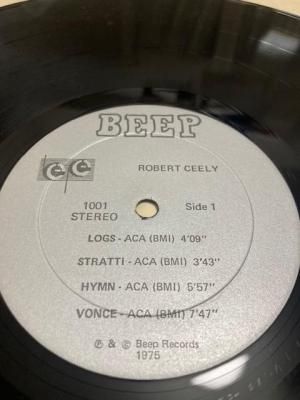 BEEP
ROBERT CEELY
1001
STEREO
Side 1
LOGS - ACA (BMI) 4'09"
STRATTI - ACA (BMI) 3'43"
HYMN - ACA (BMI) 5'57"
VONCE - ACA (BMI) 7'47"
℗ & © Beep Records
1975